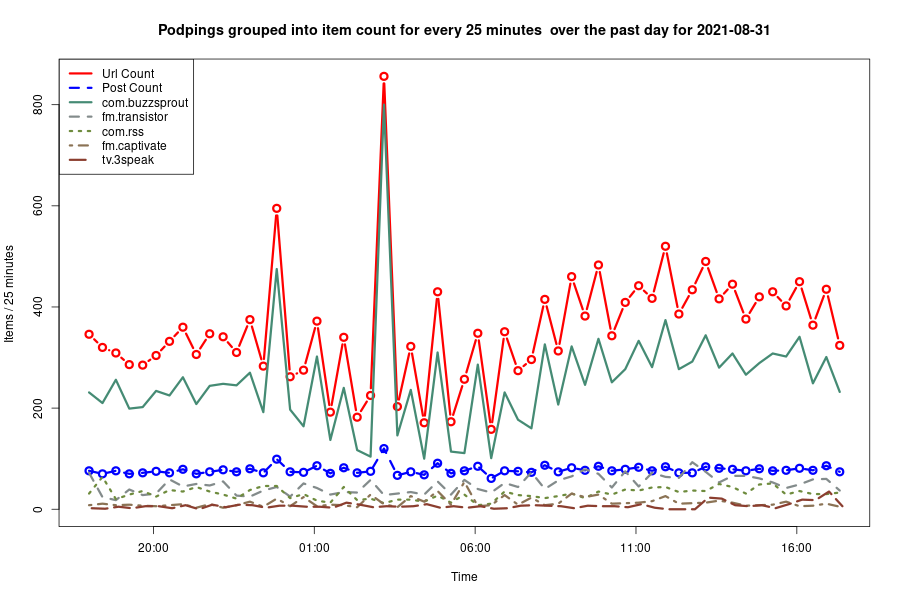 Podpings grouped into item count for every 25 minutes  over the past day for 2021-08-31
Url Count
Post Count
com.buzzsprout
fm.transistor
com.rss
fm.captivate
tv.3speak
Items / 25 minutes
800
600
400
200
0
20:00
01:00
06:00
11:00
16:00
Time